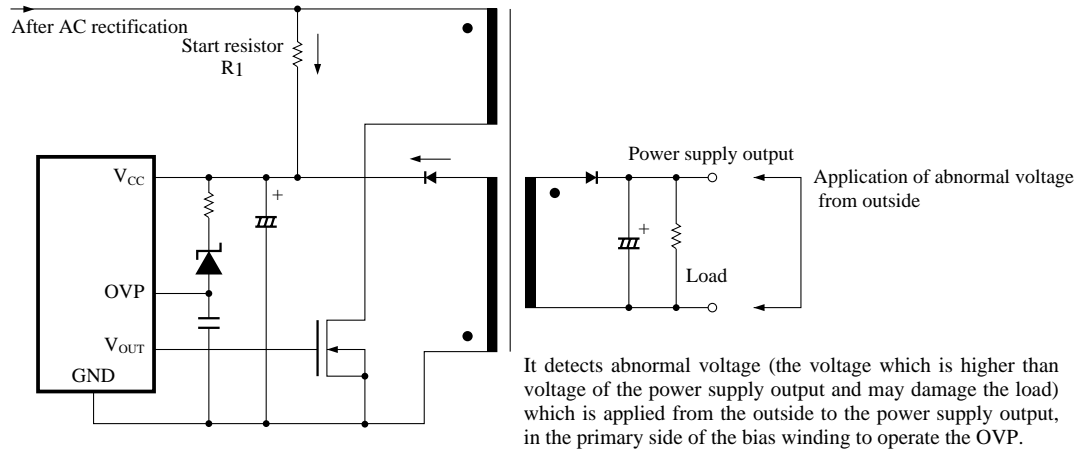 After AC rectification
Start resistor
R1
VCC
OVP
VOUT
GND
+
Power supply output
+
Load
Application of abnormal voltage
from outside
It detects abnormal voltage (the voltage which is higher than
voltage of the power supply output and may damage the load)
which is applied from the outside to the power supply output,
in the primary side of the bias winding to operate the OVP.